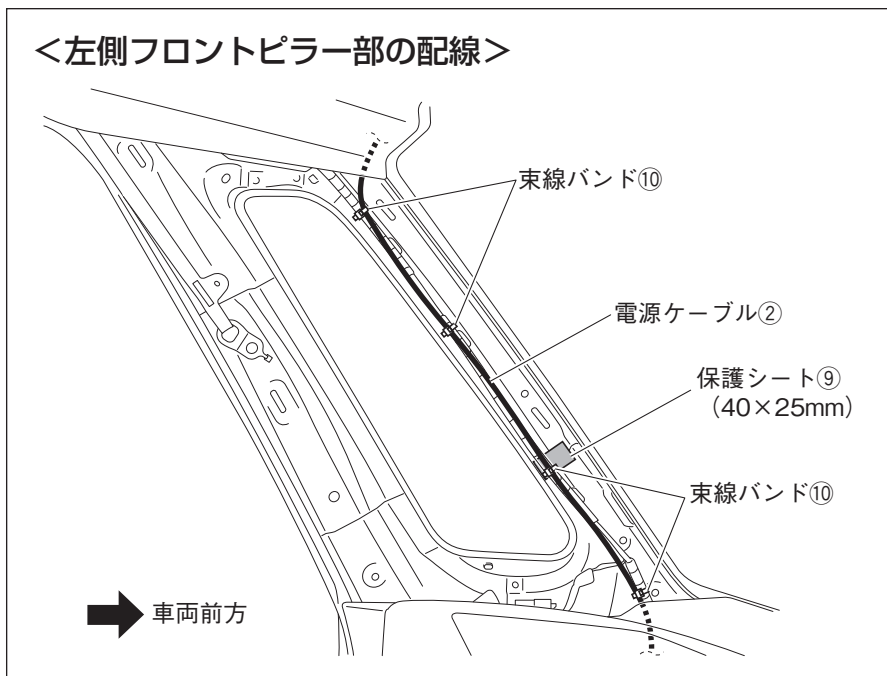 ＜左側フロントピラー部の配線＞
束線バンド⑩
電源ケーブル②
保護シート⑨
（40×25mm）
束線バンド⑩
車両前方